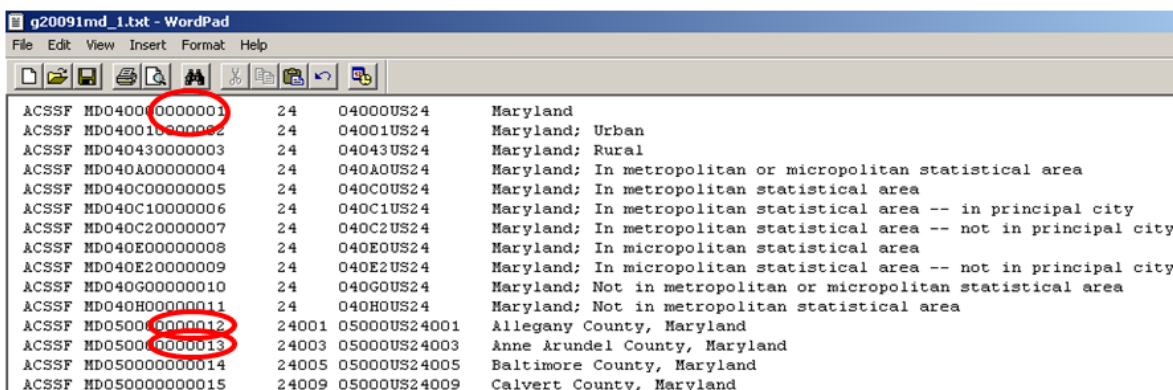 g20091md_1.txt - WordPad
File Edit View Insert Format Help
ACSSF MD040000000001 24 04000US24 Maryland
ACSSF MD040010000002 24 04001US24 Maryland; Urban
ACSSF MD040430000003 24 04043US24 Maryland; Rural
ACSSF MD040A00000004 24 040A0US24 Maryland; In metropolitan or micropolitan statistical area
ACSSF MD040C00000005 24 040C0US24 Maryland; In metropolitan statistical area
ACSSF MD040C10000006 24 040C1US24 Maryland; In metropolitan statistical area -- in principal city
ACSSF MD040C20000007 24 040C2US24 Maryland; In metropolitan statistical area -- not in principal city
ACSSF MD040E00000008 24 040E0US24 Maryland; In micropolitan statistical area
ACSSF MD040E20000009 24 040E2US24 Maryland; In micropolitan statistical area -- not in principal city
ACSSF MD040G00000010 24 040G0US24 Maryland; Not in metropolitan or micropolitan statistical area
ACSSF MD040H00000011 24 040H0US24 Maryland; Not in metropolitan statistical area
ACSSF MD050000000012 24001 05000US24001 Allegany County, Maryland
ACSSF MD050000000013 24003 05000US24003 Anne Arundel County, Maryland
ACSSF MD050000000014 24005 05000US24005 Baltimore County, Maryland
ACSSF MD050000000015 24009 05000US24009 Calvert County, Maryland